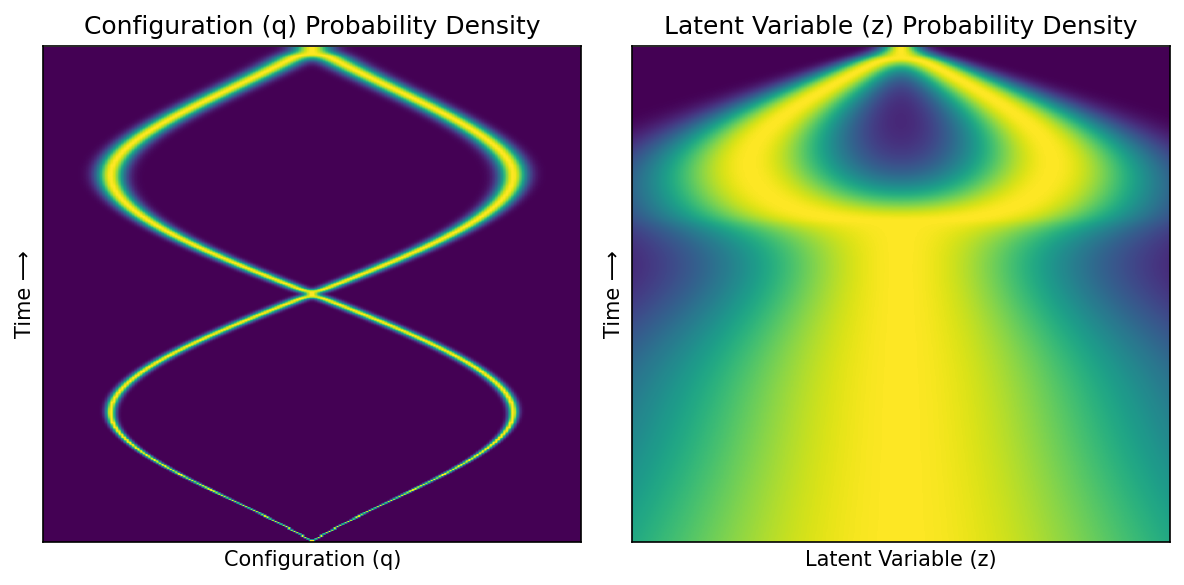 Configuration (q) Probability Density
Latent Variable (z) Probability Density
Time ⟶
Time ⟶
Configuration (q)
Latent Variable (z)